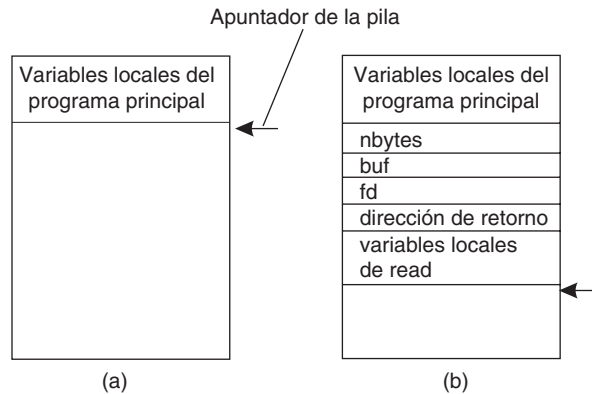 Apuntador de la pila
Variables locales del
programa principal
(a)
Variables locales del
programa principal
nbytes
buf
fd
dirección de retorno
variables locales
de read
(b)